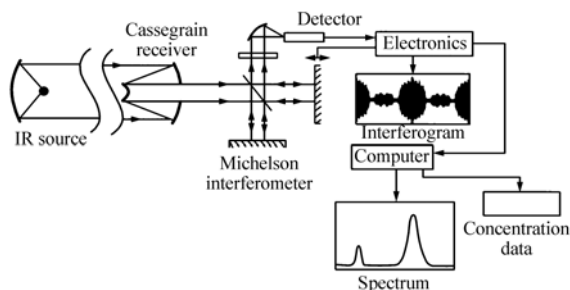 Cassegrain
receiver
Detector
Electronics
IR source
Michelson
interferometer
Interferogram
Computer
Concentration
data
Spectrum